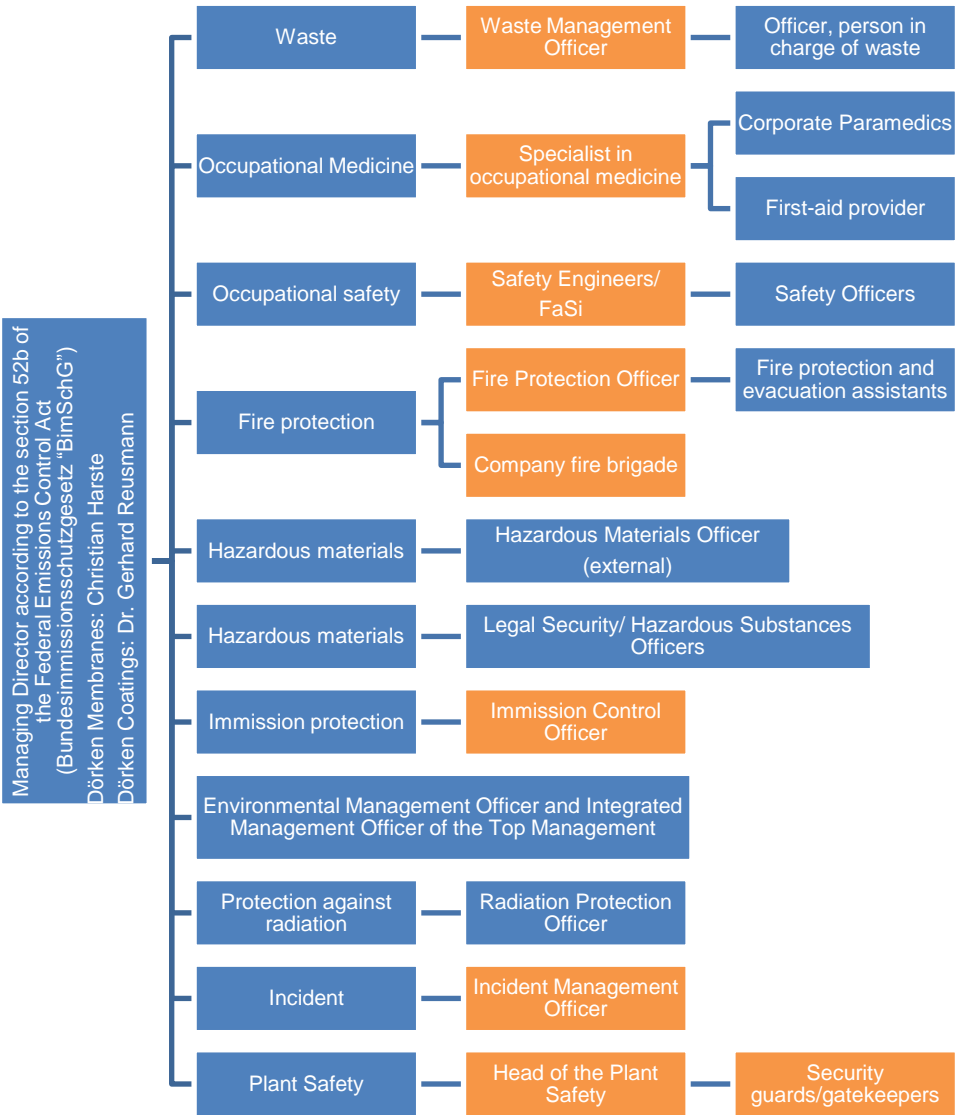 Managing Director according to the section 52b of
the Federal Emissions Control Act
(Bundesimmissionsschutzgesetz “BimSchG”)
Dörken Membranes: Christian Harste
Dörken Coatings: Dr. Gerhard Reusmann
Waste
Waste Management
Officer
Officer, person in
charge of waste
Occupational Medicine
Specialist in
occupational medicine
Corporate Paramedics
First-aid provider
Occupational safety
Safety Engineers/
FaSi
Safety Officers
Fire protection
Fire Protection Officer
Fire protection and
evacuation assistants
Company fire brigade
Hazardous materials
Hazardous Materials Officer
(external)
Hazardous materials
Legal Security/ Hazardous Substances
Officers
Immission protection
Immission Control
Officer
Environmental Management Officer and Integrated
Management Officer of the Top Management
Protection against
radiation
Radiation Protection
Officer
Incident
Incident Management
Officer
Plant Safety
Head of the Plant
Safety
Security
guards/gatekeepers